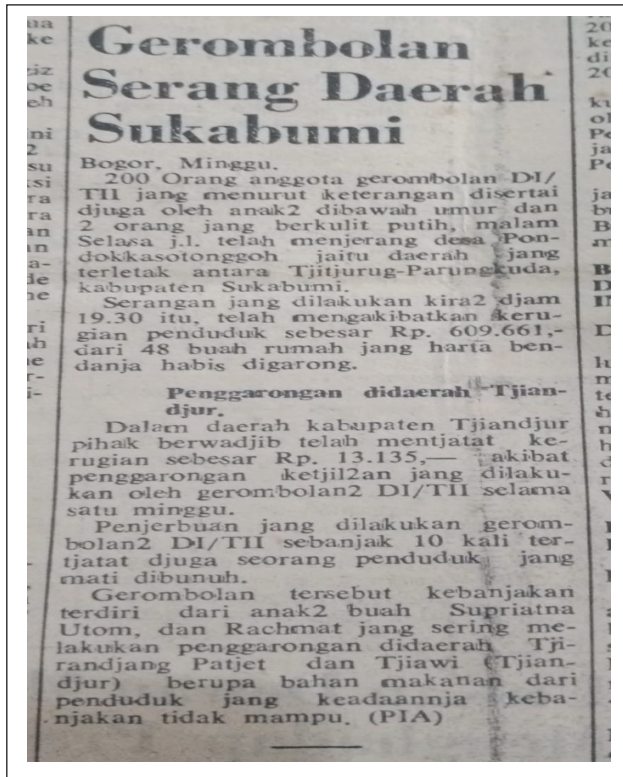 Gerombolan
Serang Daerah
Sukabumi
Bogor, Minggu.
200 Orang anggota gerombolan DI/
TII jang menurut keterangan disertai
djuga oleh anak2 dibawah umur dan
2 orang jang berkulit putih, malam
Selasa j.l. telah menjerang desa Pon-
dokkasotonggoh jaitu daerah jang
terletak antara Tjitjurug-Parungkuda,
kabupaten Sukabumi.
Serangan jang dilakukan kira2 djam
19.30 itu, telah mengakibatkan keru-
gian penduduk sebesar Rp. 609.661,-
dari 48 buah rumah jang harta ben-
danja habis digarong.
Penggarongan didaerah Tjian-
djur.
Dalam daerah kabupaten Tjiandjur
pihak berwadjib telah mentjatat ke-
rugian sebesar Rp. 13.135,— akibat
penggarongan ketjil2an jang dilaku-
kan oleh gerombolan2 DI/TII selama
satu minggu.
Penjerbuan jang dilakukan gerom-
bolan2 DI/TII sebanjak 10 kali ter-
tjatat djuga seorang penduduk jang
mati dibunuh.
Gerombolan tersebut kebanjakan
terdiri dari anak2 buah Supriatna
Utom, dan Rachmat jang sering me-
lakukan penggarongan didaerah Tji-
randjang Patjet dan Tjiawi (Tjian-
djur) berupa bahan makanan dari
penduduk jang keadaannja keba-
njakan tidak mampu. (PIA)